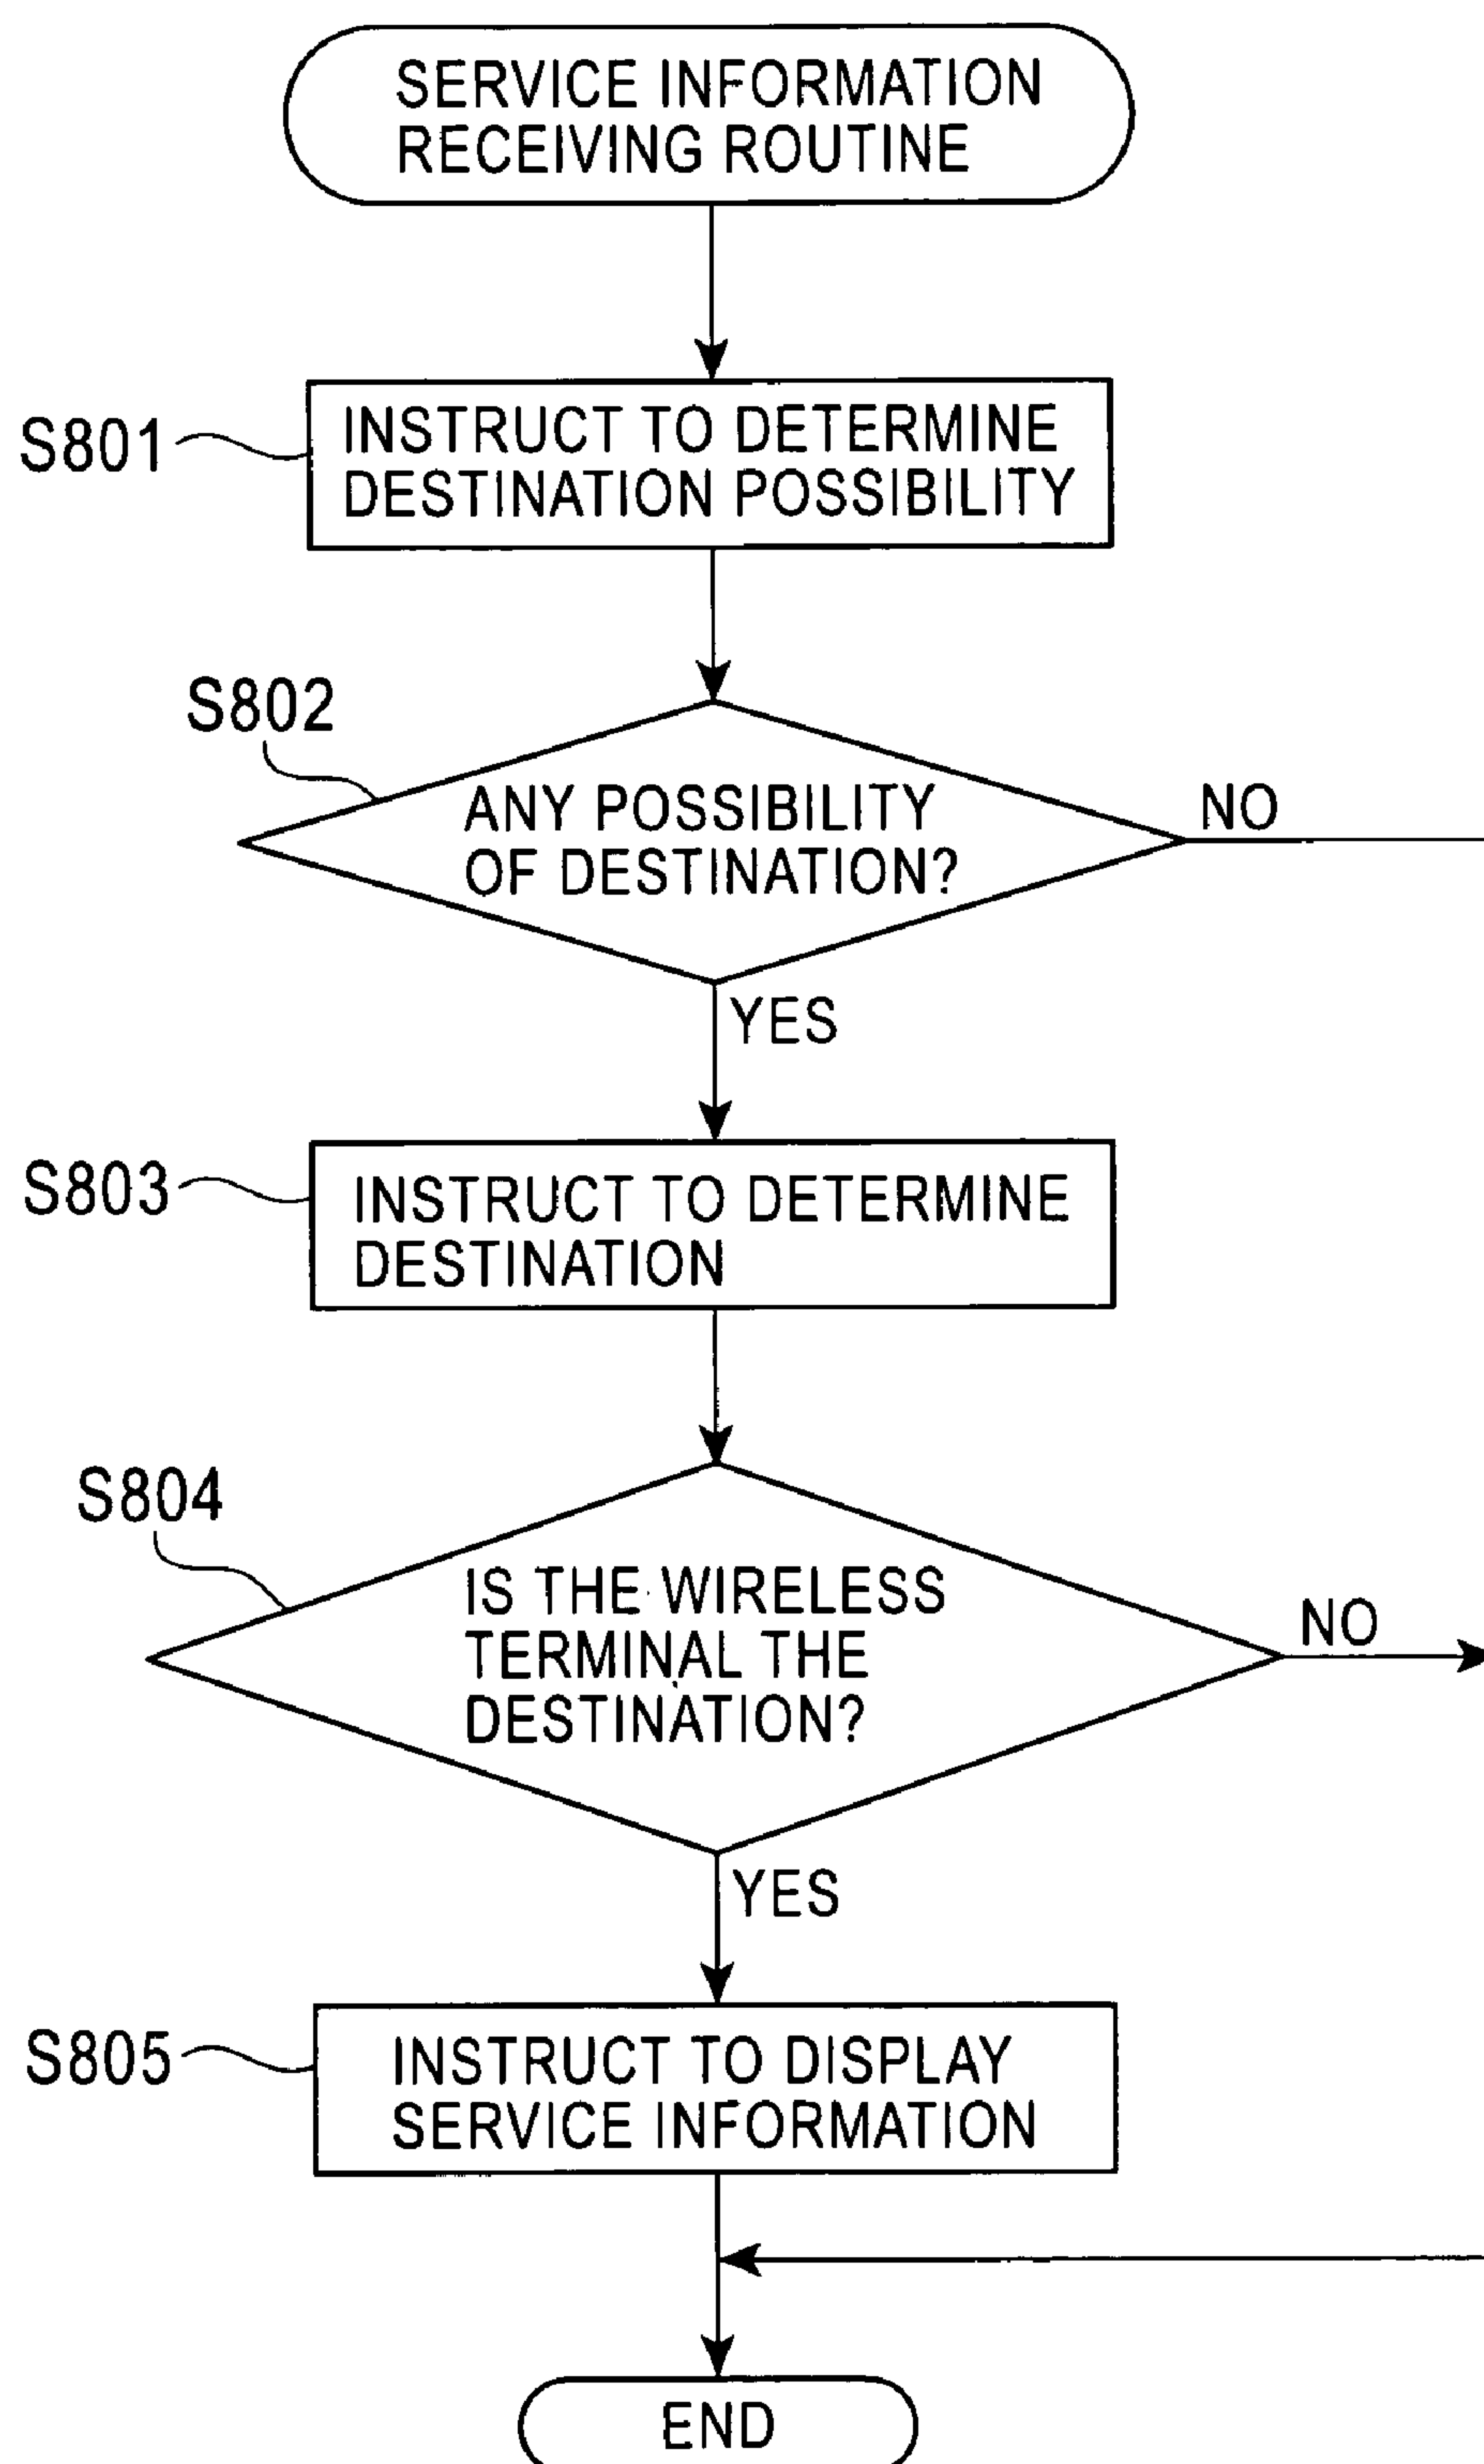 SERVICE INFORMATION
RECEIVING ROUTINE
S801
INSTRUCT TO DETERMINE
DESTINATION POSSIBILITY
S802
ANY POSSIBILITY
OF DESTINATION?
NO
YES
S803
INSTRUCT TO DETERMINE
DESTINATION
S804
IS THE WIRELESS
TERMINAL THE
DESTINATION?
NO
YES
S805
INSTRUCT TO DISPLAY
SERVICE INFORMATION
END